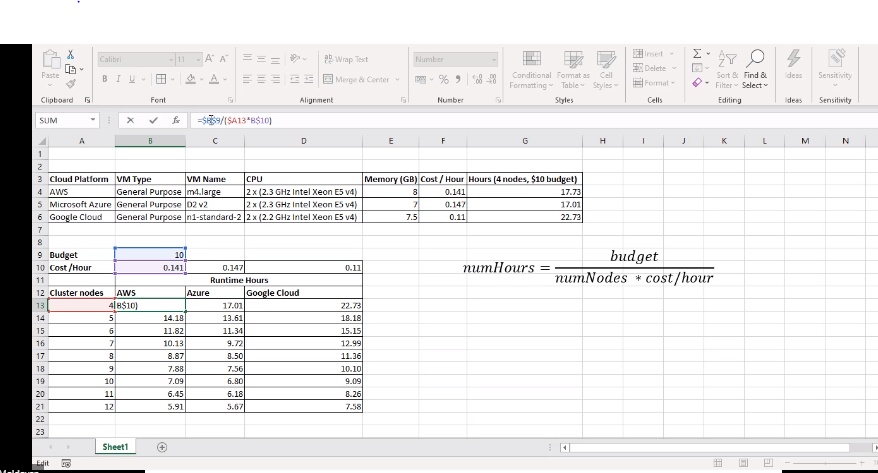 Calibri 11 A A Wrap Text Number Insert Σ
Paste B I U A Merge & Center % 9 Conditional Format as Cell Delete Sort & Find & Ideas Sensitivity
Formatting Table Styles Format Filter Select
Clipboard Font Alignment Number Styles Cells Editing Ideas Sensitivity
SUM fx =$B$9/($A13*B$10)
A B C D E F G H I J K L M N
1
2
3 Cloud Platform VM Type VM Name CPU Memory (GB) Cost / Hour Hours (4 nodes, $10 budget)
4 AWS General Purpose m4.large 2 x (2.3 GHz Intel Xeon E5 v4) 8 0.141 17.73
5 Microsoft Azure General Purpose D2 v2 2 x (2.3 GHz Intel Xeon E5 v4) 7 0.147 17.01
6 Google Cloud General Purpose n1-standard-2 2 x (2.2 GHz Intel Xeon E5 v4) 7.5 0.11 22.73
7
8
9 Budget 10
10 Cost /Hour 0.141 0.147 0.11
11 Runtime Hours
12 Cluster nodes AWS Azure Google Cloud
13 4 B$10) 17.01 22.73
14 5 14.18 13.61 18.18
15 6 11.82 11.34 15.15
16 7 10.13 9.72 12.99
17 8 8.87 8.50 11.36
18 9 7.88 7.56 10.10
19 10 7.09 6.80 9.09
20 11 6.45 6.18 8.26
21 12 5.91 5.67 7.58
22
23
numHours = budget
numNodes * cost/hour
Sheet1
Edit